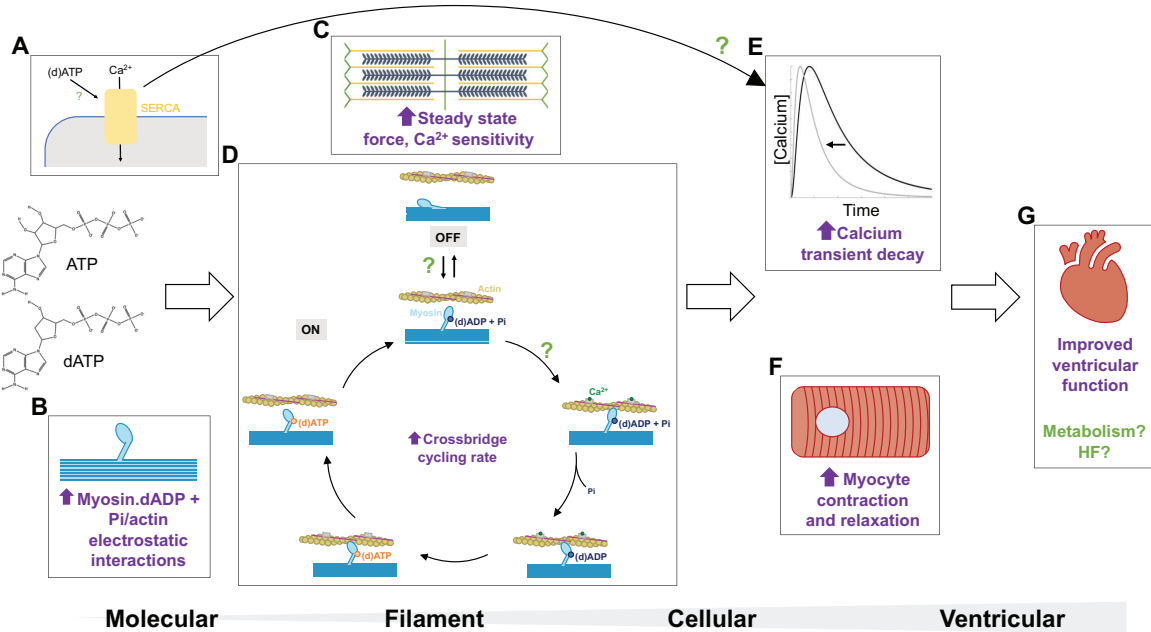 A
(d)ATP
Ca²⁺
?
SERCA
ATP
dATP
B
Myosin.dADP +
Pi/actin
electrostatic
interactions
C
Steady state
force, Ca²⁺ sensitivity
D
OFF
?
Actin
Myosin
(d)ADP + Pi
ON
?
Ca²⁺
(d)ADP + Pi
(d)ATP
Crossbridge
cycling rate
Pi
(d)ATP
(d)ADP
?
E
[Calcium]
Time
Calcium
transient decay
F
Myocyte
contraction
and relaxation
G
Improved
ventricular
function
Metabolism?
HF?
Molecular
Filament
Cellular
Ventricular